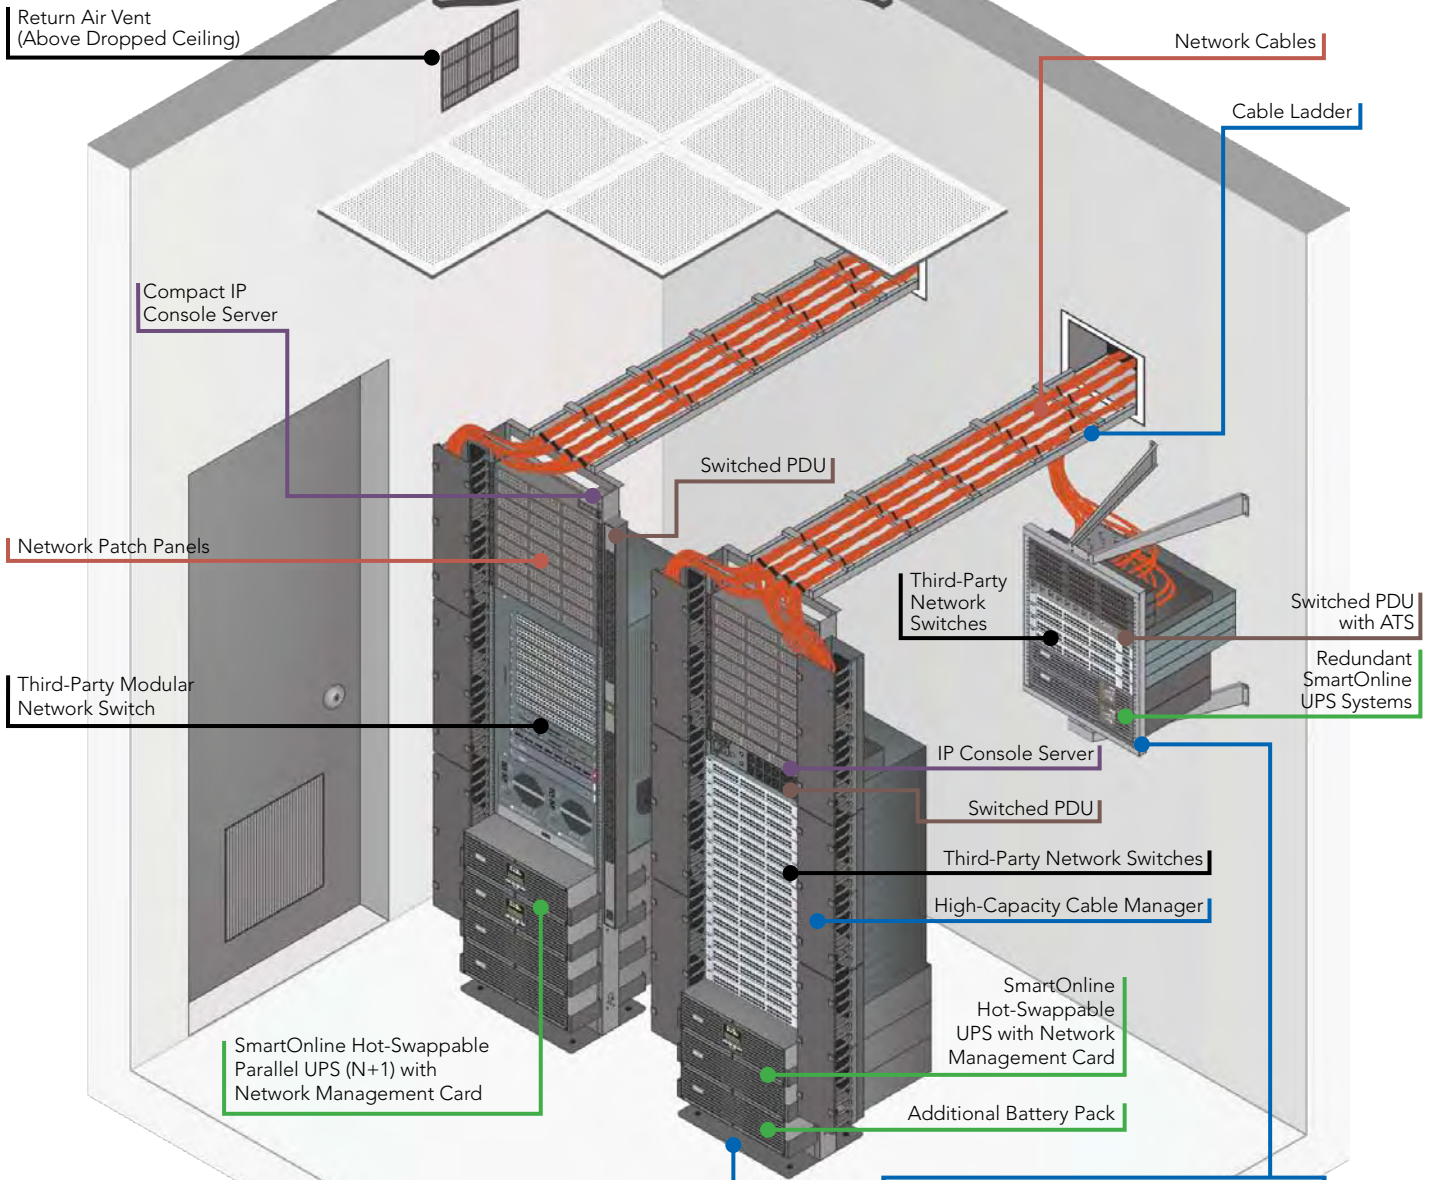 Return Air Vent
(Above Dropped Ceiling)
Network Cables
Cable Ladder
Compact IP
Console Server
Switched PDU
Network Patch Panels
Third-Party
Network
Switches
Switched PDU
with ATS
Redundant
SmartOnline
UPS Systems
Third-Party Modular
Network Switch
IP Console Server
Switched PDU
Third-Party Network Switches
High-Capacity Cable Manager
SmartOnline
Hot-Swappable
UPS with Network
Management Card
SmartOnline Hot-Swappable
Parallel UPS (N+1) with
Network Management Card
Additional Battery Pack